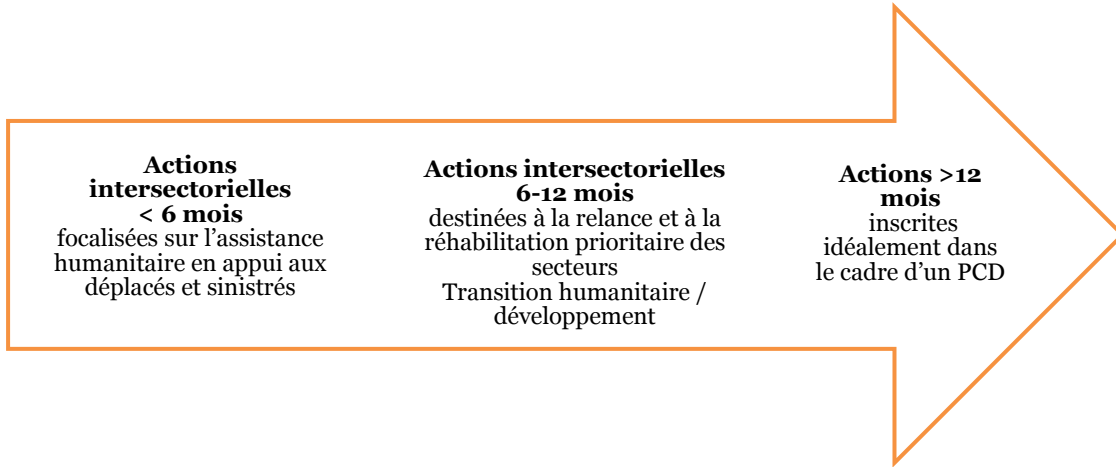 Actions
intersectorielles
< 6 mois
focalisées sur l’assistance
humanitaire en appui aux
déplacés et sinistrés
Actions intersectorielles
6-12 mois
destinées à la relance et à la
réhabilitation prioritaire des
secteurs
Transition humanitaire /
développement
Actions >12
mois
inscrites
idéalement dans
le cadre d’un PCD